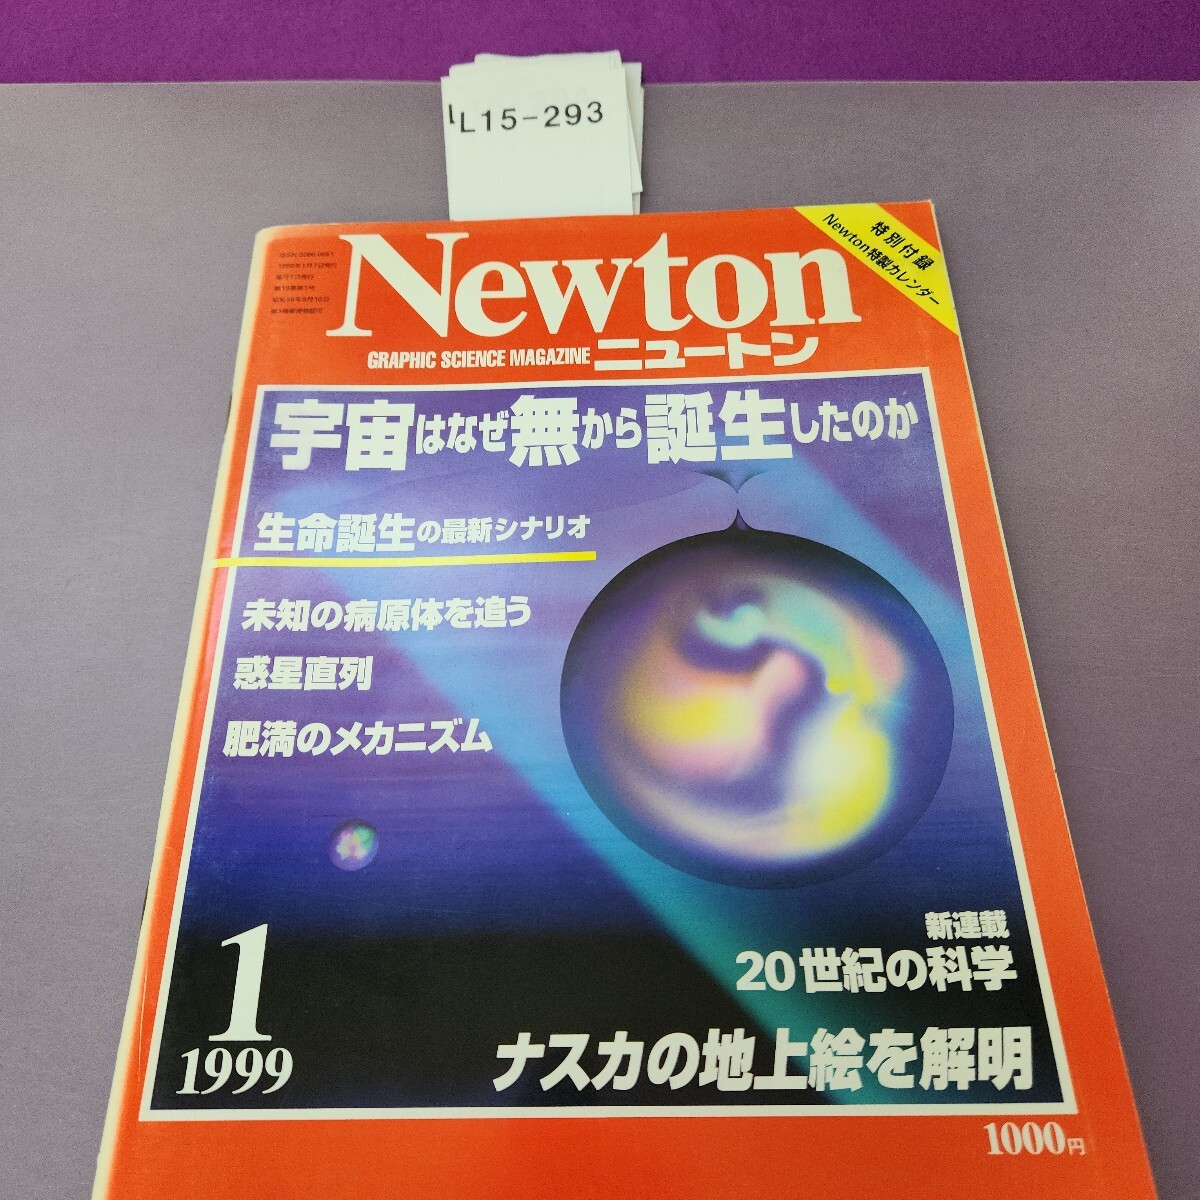 L15-293
Newton
GRAPHIC SCIENCE MAGAZINE ニュートン
特別付録
Newton特製カレンダー
宇宙はなぜ無から誕生したのか
生命誕生の最新シナリオ
未知の病原体を追う
惑星直列
肥満のメカニズム
新連載
20世紀の科学
ナスカの地上絵を解明
1
1999
1000円